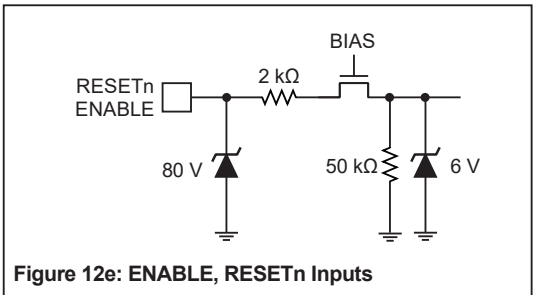 BIAS
RESETn
ENABLE
2 kΩ
80 V
50 kΩ
6 V
Figure 12e: ENABLE, RESETn Inputs